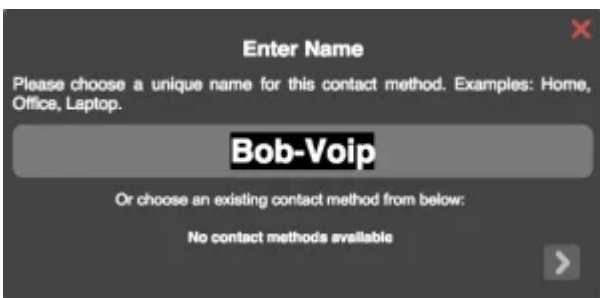 Enter Name
Please choose a unique name for this contact method. Examples: Home,
Office, Laptop.
Bob-Voip
Or choose an existing contact method from below:
No contact methods available